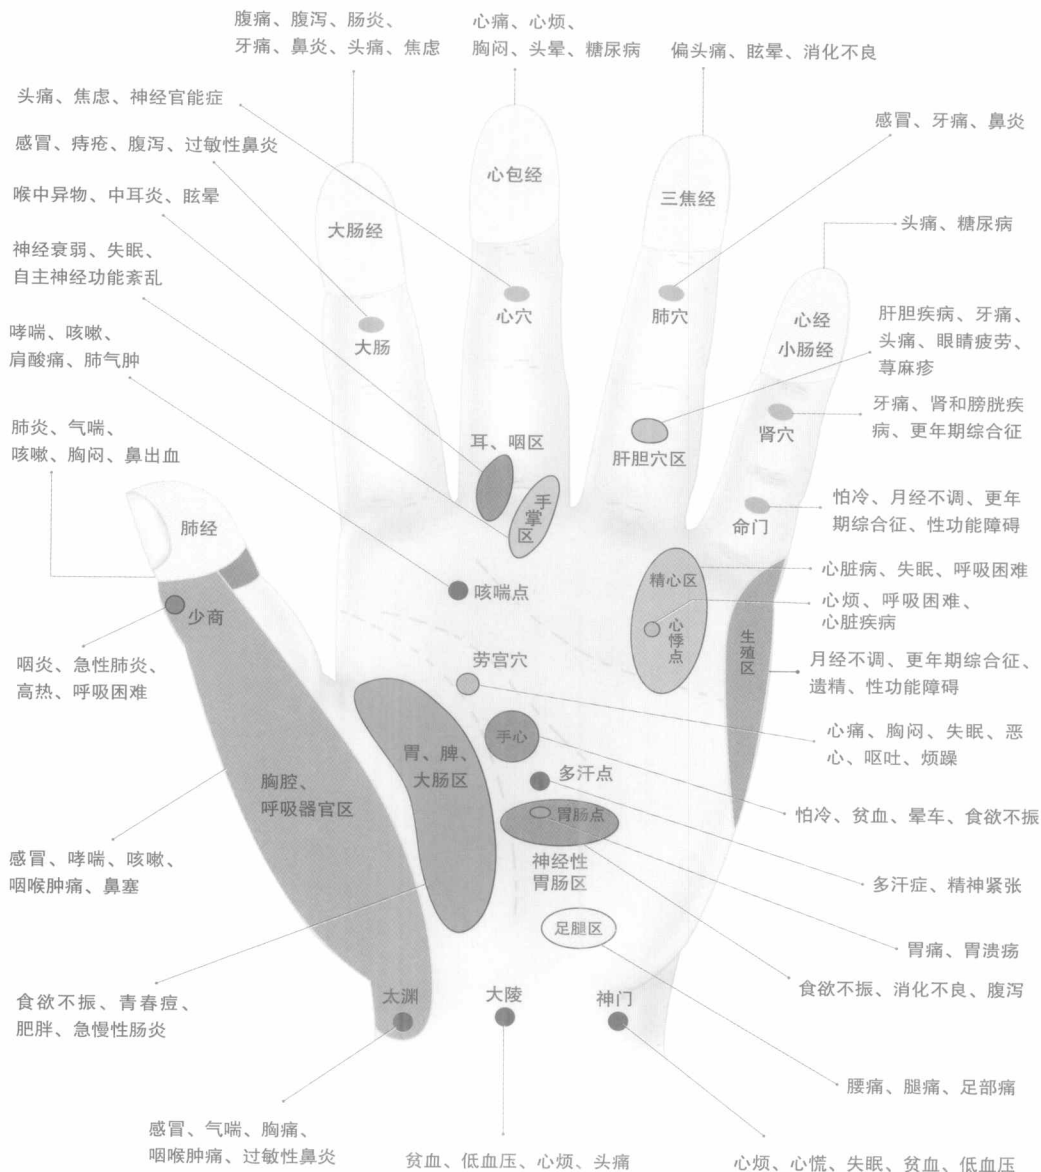 腹痛、腹泻、肠炎、
牙痛、鼻炎、头痛、焦虑
心痛、心烦、
胸闷、头晕、糖尿病
偏头痛、眩晕、消化不良
头痛、焦虑、神经官能症
感冒、牙痛、鼻炎
感冒、痔疮、腹泻、过敏性鼻炎
喉中异物、中耳炎、眩晕
头痛、糖尿病
神经衰弱、失眠、
自主神经功能紊乱
哮喘、咳嗽、
肩酸痛、肺气肿
肝胆疾病、牙痛、
头痛、眼睛疲劳、
荨麻疹
肺炎、气喘、
咳嗽、胸闷、鼻出血
牙痛、肾和膀胱疾
病、更年期综合征
怕冷、月经不调、更年
期综合征、性功能障碍
心脏病、失眠、呼吸困难
心烦、呼吸困难、
心脏疾病
咽炎、急性肺炎、
高热、呼吸困难
月经不调、更年期综合征、
遗精、性功能障碍
心痛、胸闷、失眠、恶
心、呕吐、烦躁
怕冷、贫血、晕车、食欲不振
感冒、哮喘、咳嗽、
咽喉肿痛、鼻塞
多汗症、精神紧张
胃痛、胃溃疡
食欲不振、消化不良、腹泻
食欲不振、青春痘、
肥胖、急慢性肠炎
腰痛、腿痛、足部痛
感冒、气喘、胸痛、
咽喉肿痛、过敏性鼻炎
贫血、低血压、心烦、头痛
心烦、心慌、失眠、贫血、低血压
心包经
三焦经
大肠经
心穴
肺穴
大肠
心经
小肠经
肾穴
耳、咽区
肝胆穴区
手掌区
命门
肺经
少商
咳喘点
精心区
心悸点
生殖区
劳宫穴
手心
胃、脾、
大肠区
多汗点
胸腔、
呼吸器官区
胃肠点
神经性
胃肠区
足腿区
太渊
大陵
神门